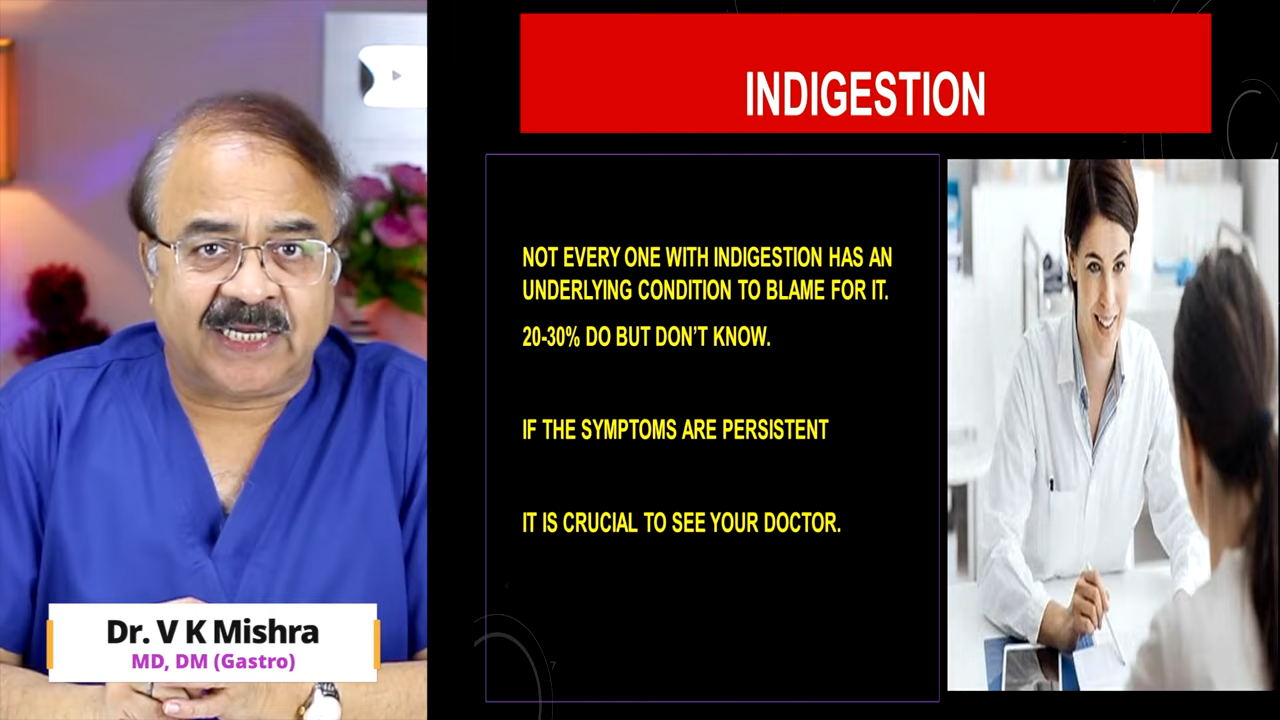 INDIGESTION
NOT EVERY ONE WITH INDIGESTION HAS AN
UNDERLYING CONDITION TO BLAME FOR IT.
20-30% DO BUT DON'T KNOW.
IF THE SYMPTOMS ARE PERSISTENT
IT IS CRUCIAL TO SEE YOUR DOCTOR.
7
Dr. V K Mishra
MD, DM (Gastro)